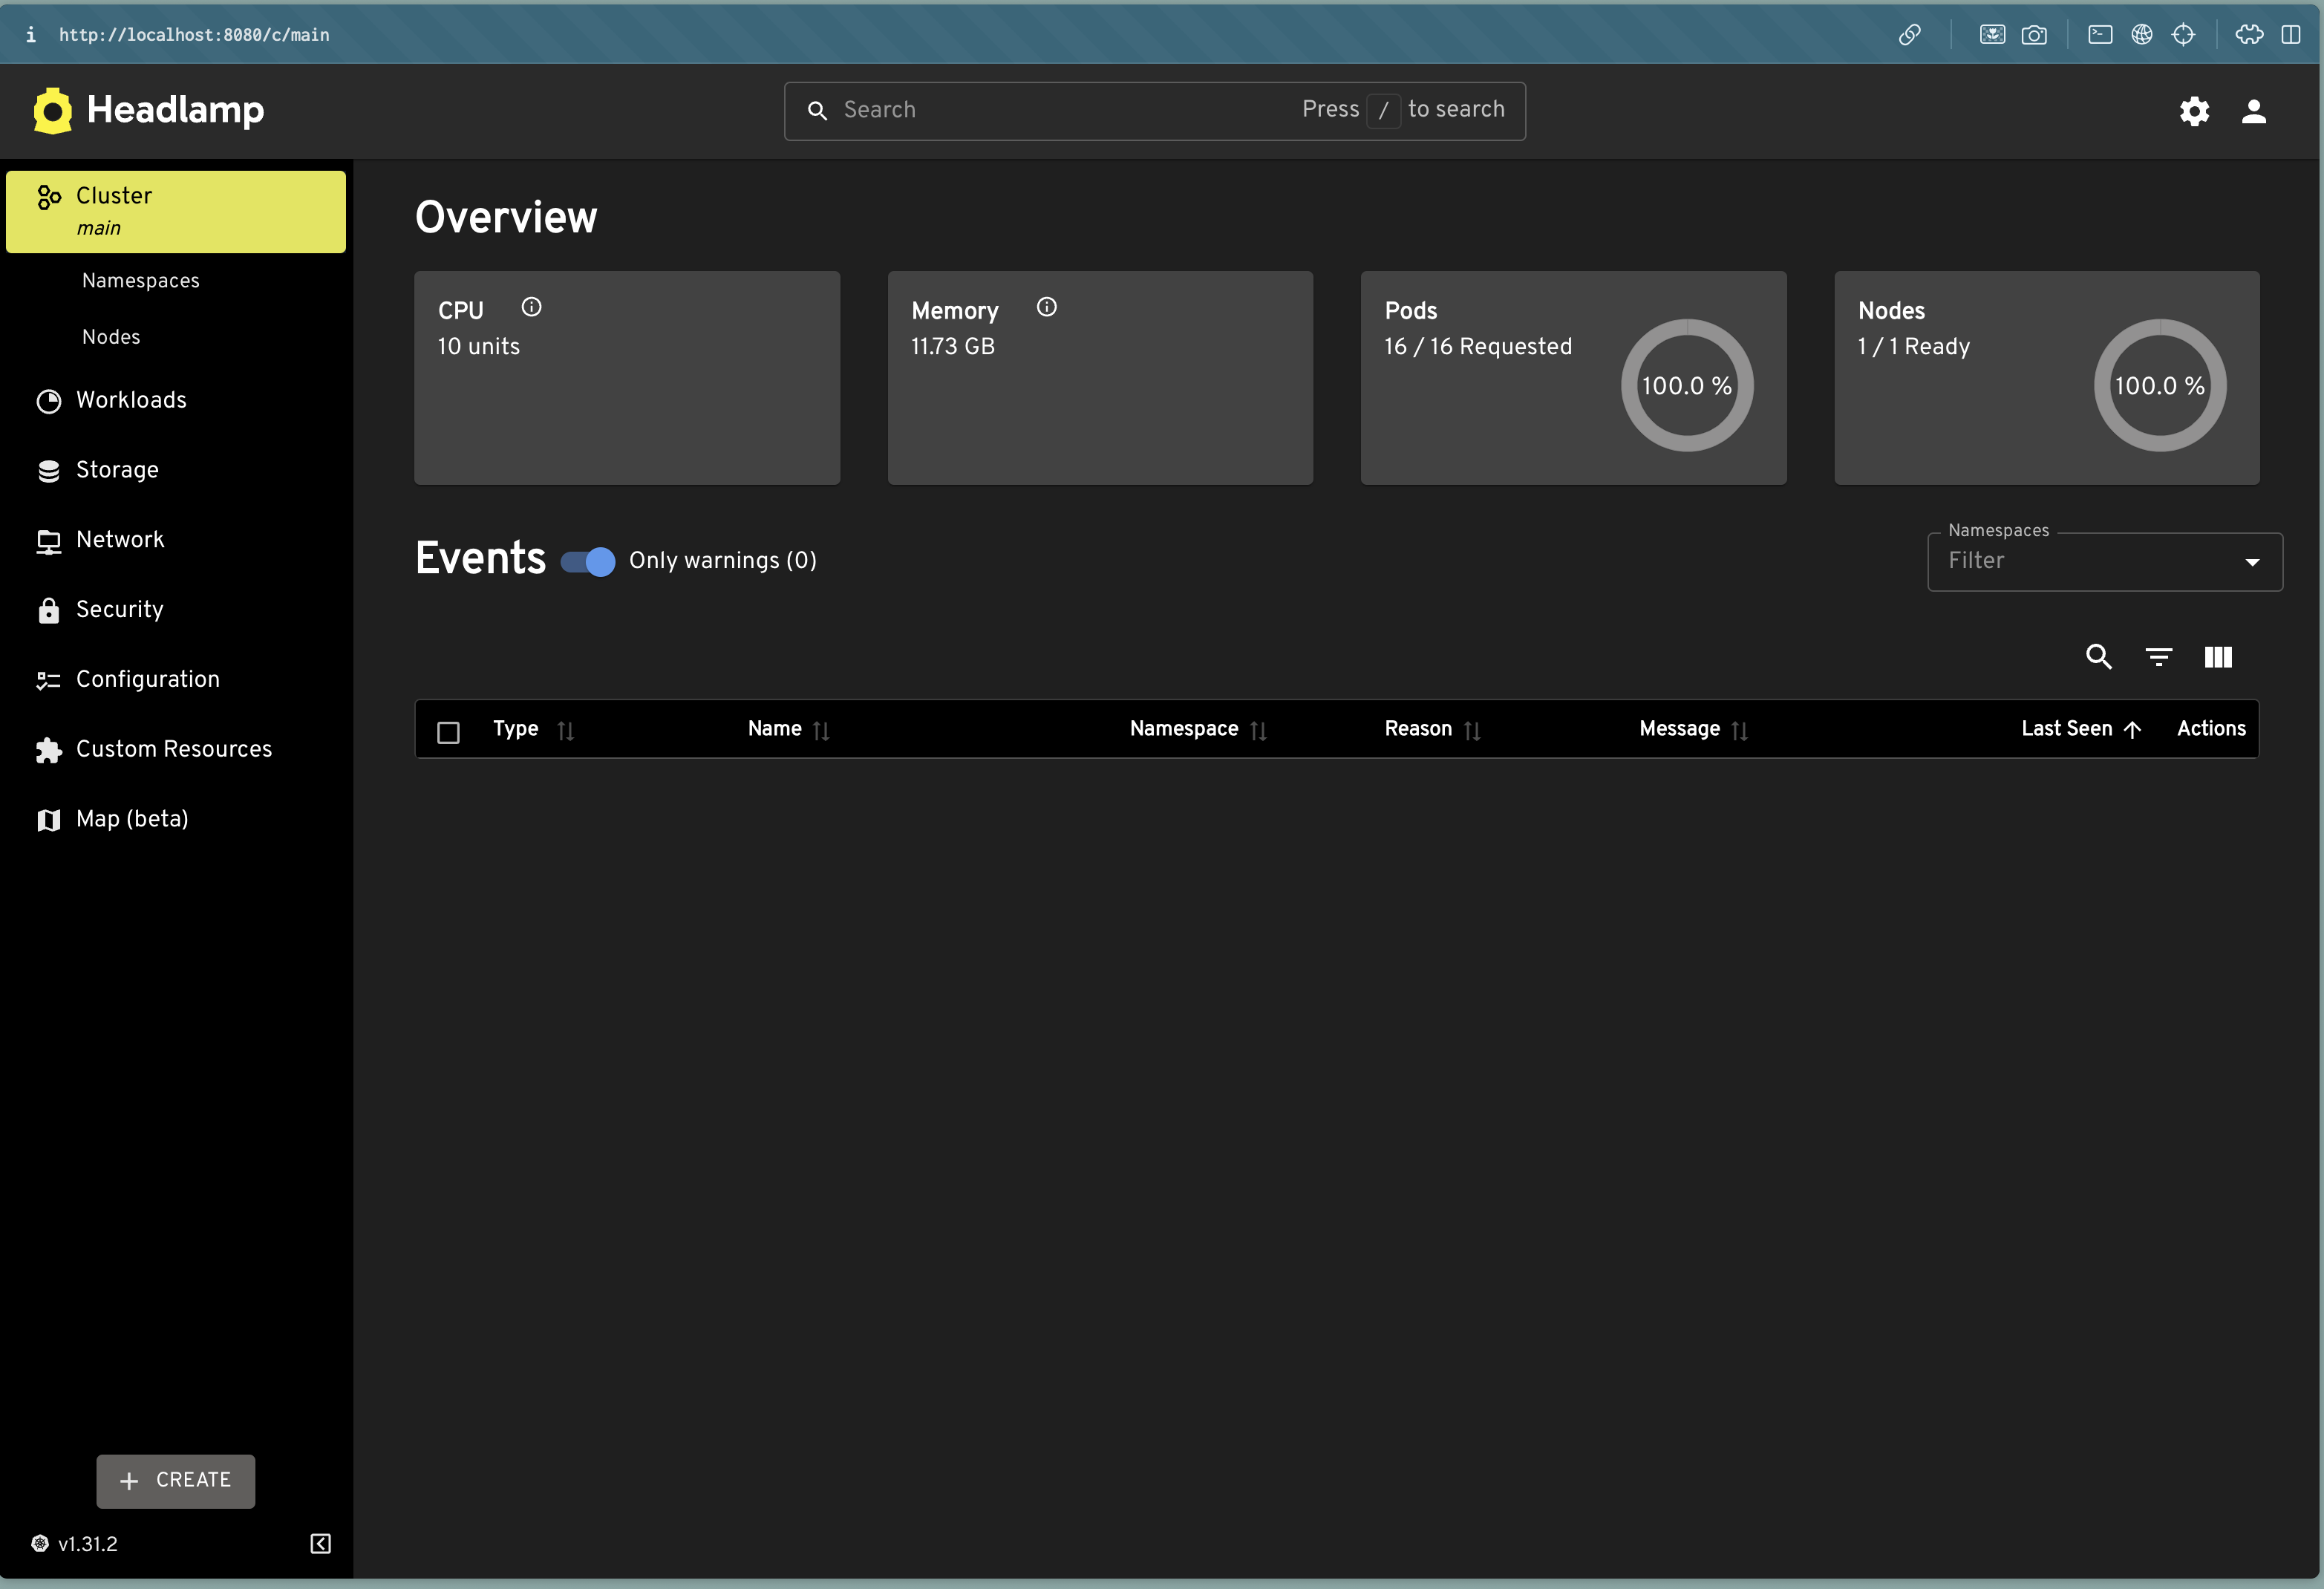 i http://localhost:8080/c/main
Headlamp
Search Press / to search
Cluster
main
Namespaces
Nodes
Workloads
Storage
Network
Security
Configuration
Custom Resources
Map (beta)
CREATE
v1.31.2
Overview
CPU
10 units
Memory
11.73 GB
Pods
16 / 16 Requested
100.0 %
Nodes
1 / 1 Ready
100.0 %
Events Only warnings (0)
Namespaces
Filter
Type Name Namespace Reason Message Last Seen Actions